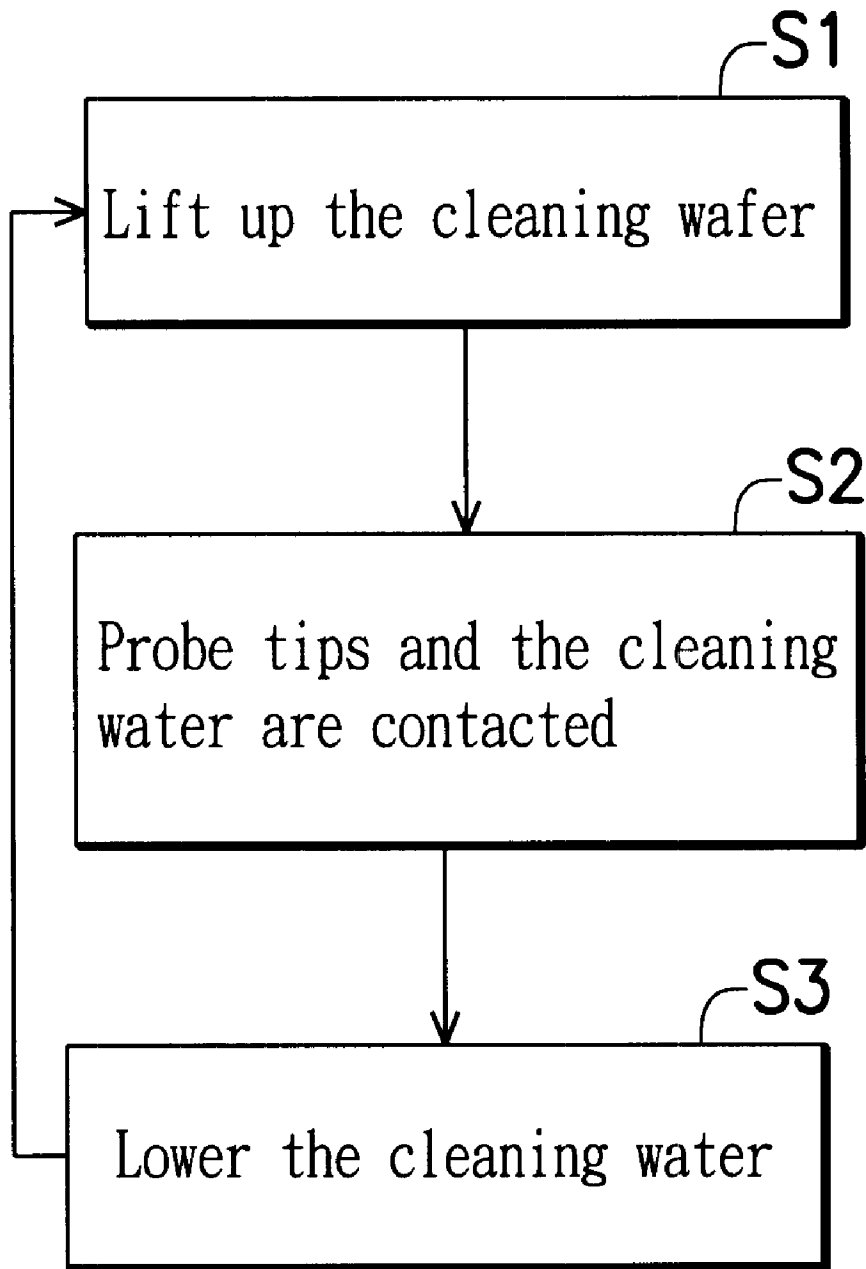 S1
Lift up the cleaning wafer
S2
Probe tips and the cleaning
water are contacted
S3
Lower the cleaning water